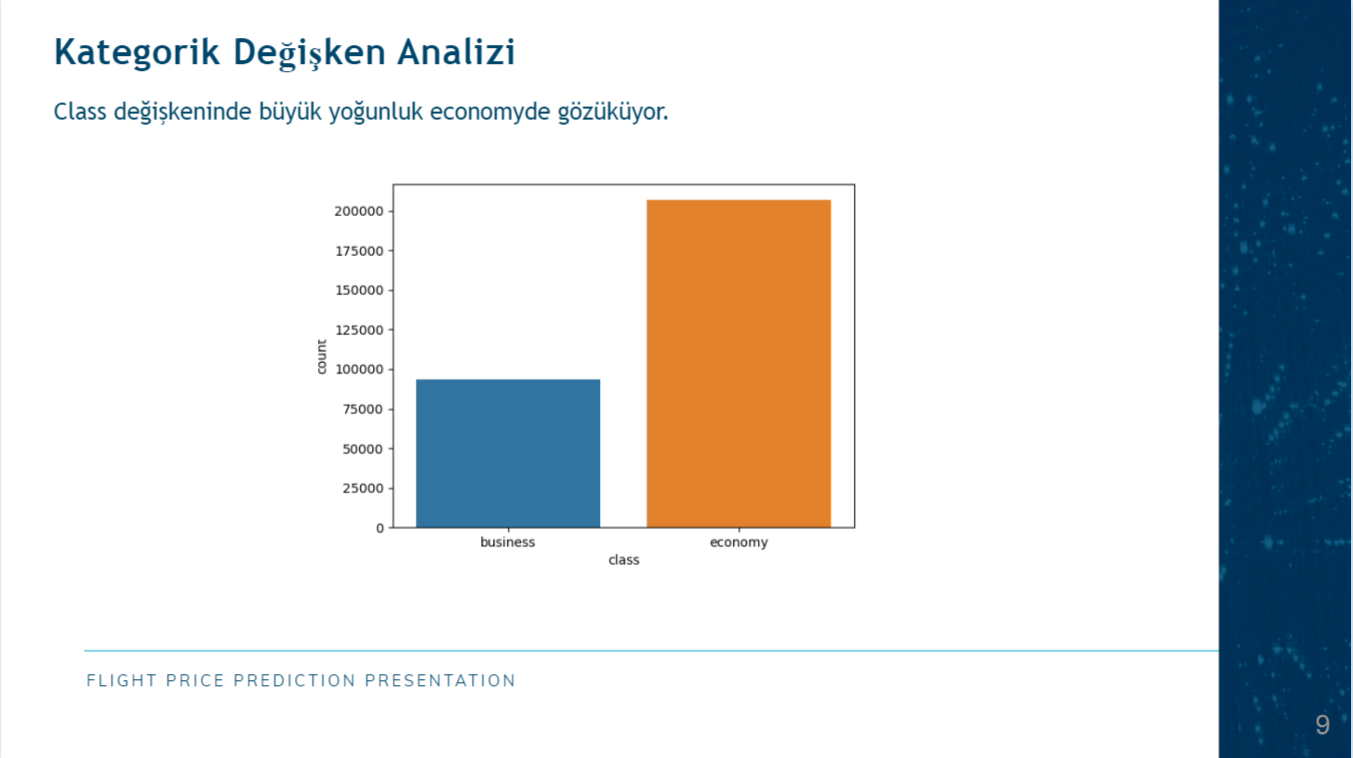 Kategorik Değişken Analizi
Class değişkeninde büyük yoğunluk economyde gözüküyor.
200000
175000
150000
125000
100000
75000
50000
25000
0
count
business
economy
class
FLIGHT PRICE PREDICTION PRESENTATION
9